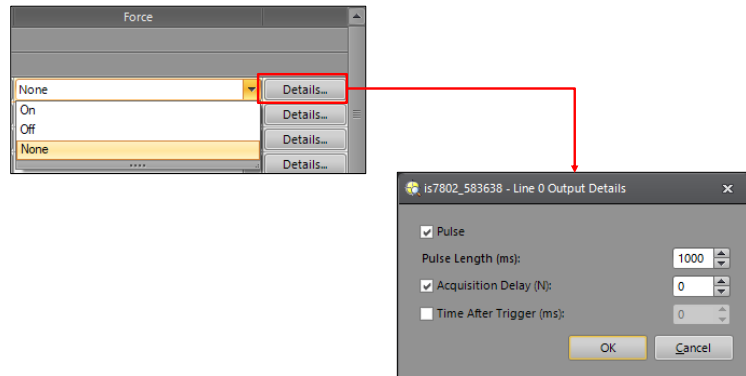 Force
None Details...
On Details...
Off
None Details...
Details...
is7802_583638 - Line 0 Output Details
Pulse
Pulse Length (ms): 1000
Acquisition Delay (N): 0
Time After Trigger (ms): 0
OK Cancel